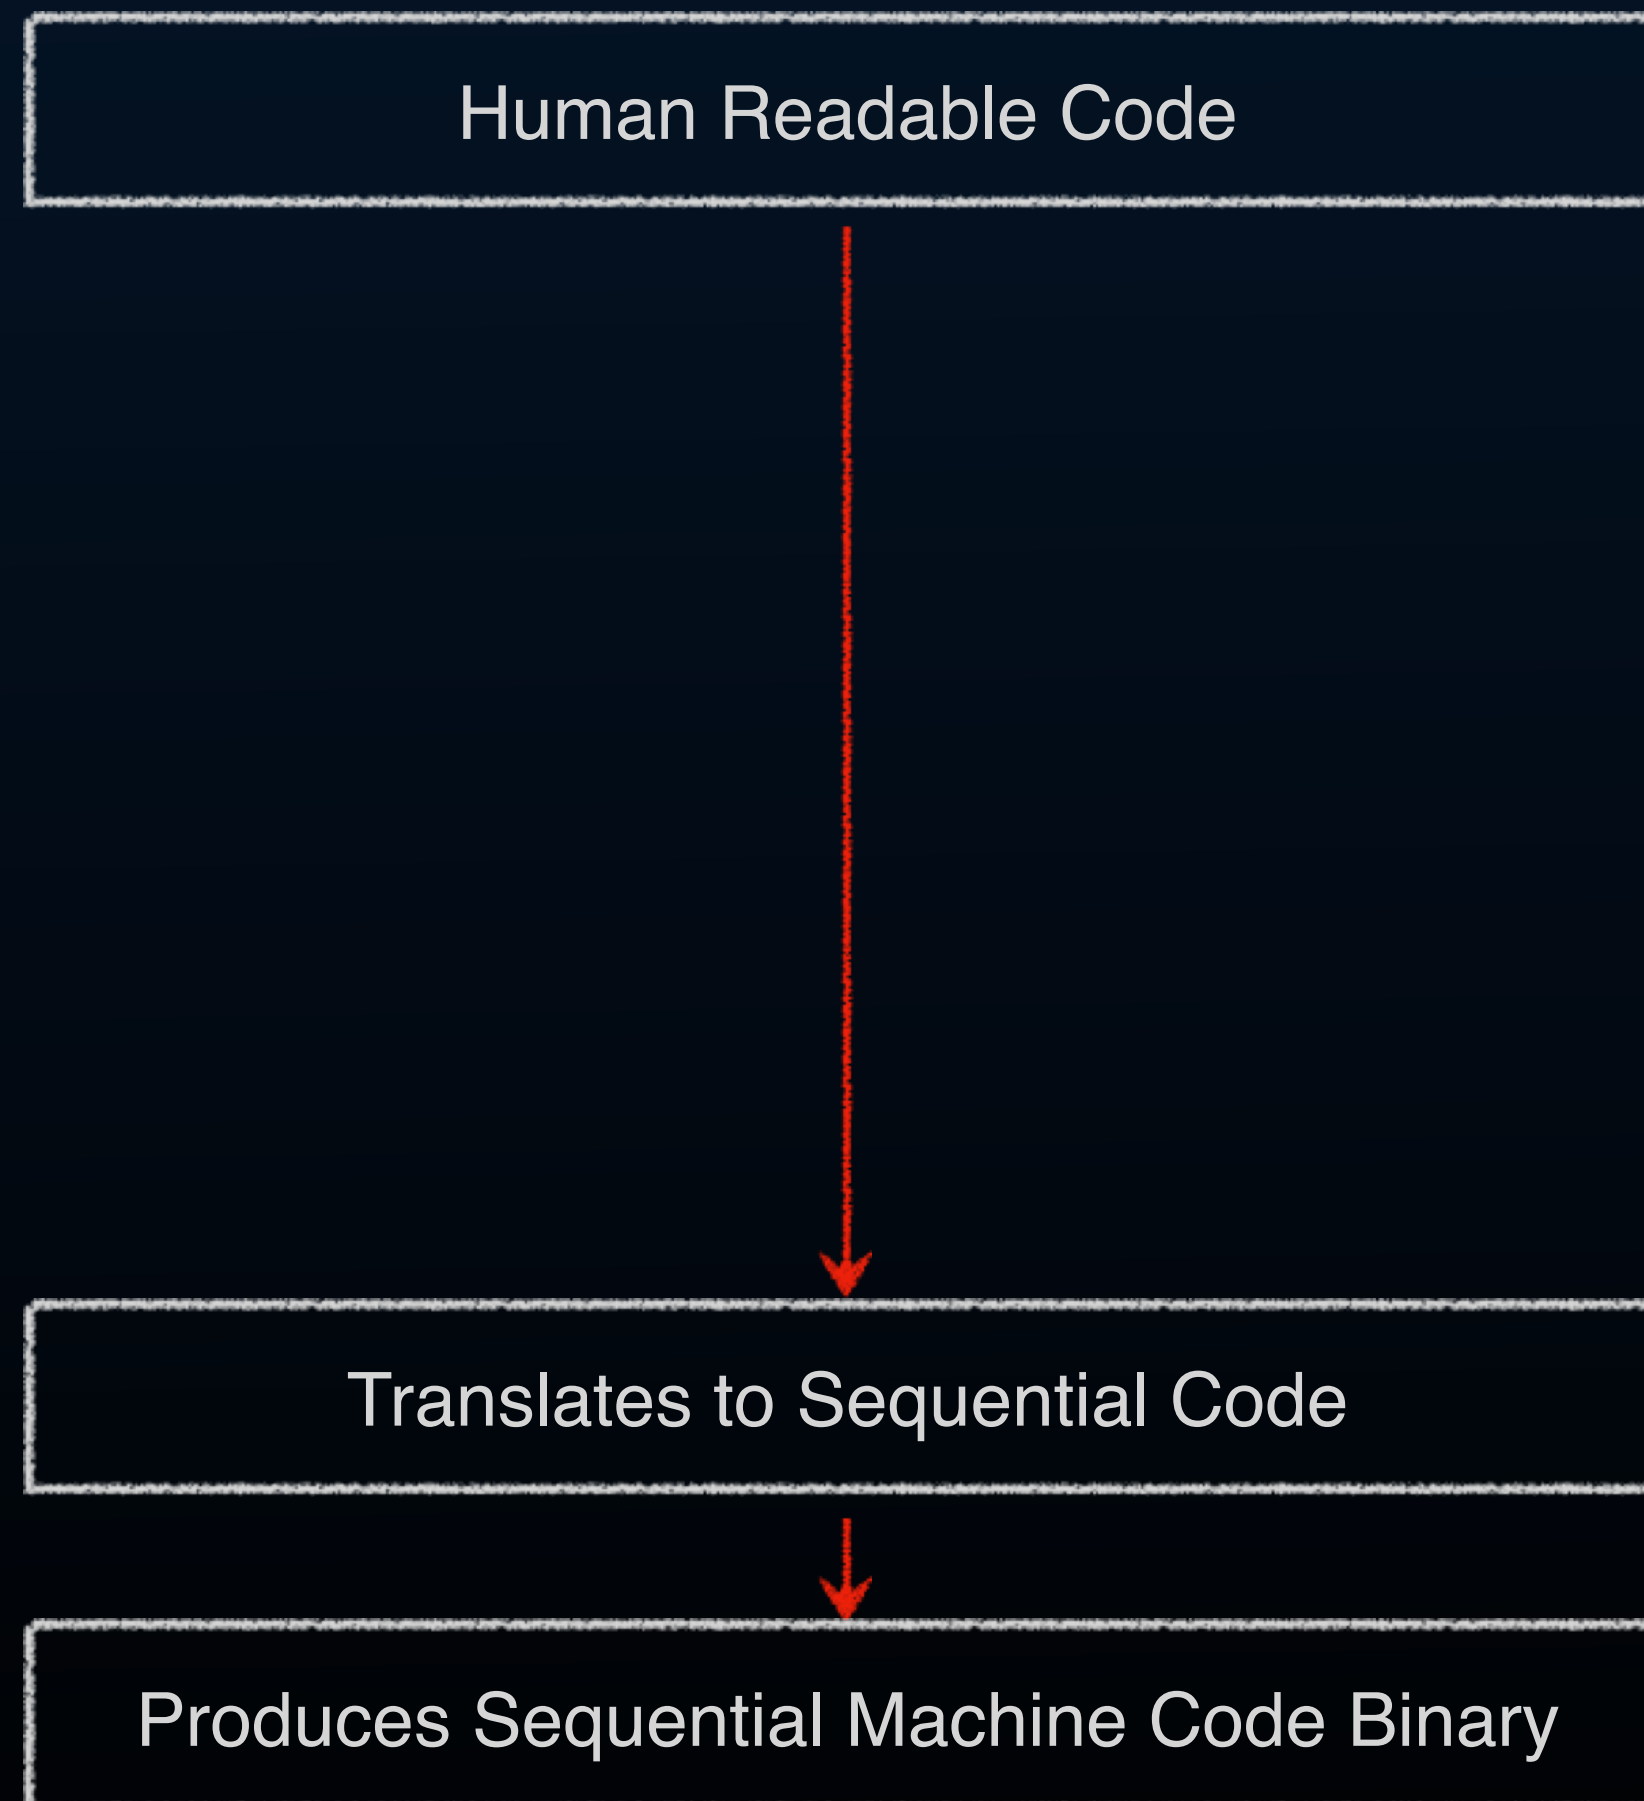 Human Readable Code
Translates to Sequential Code
Produces Sequential Machine Code Binary